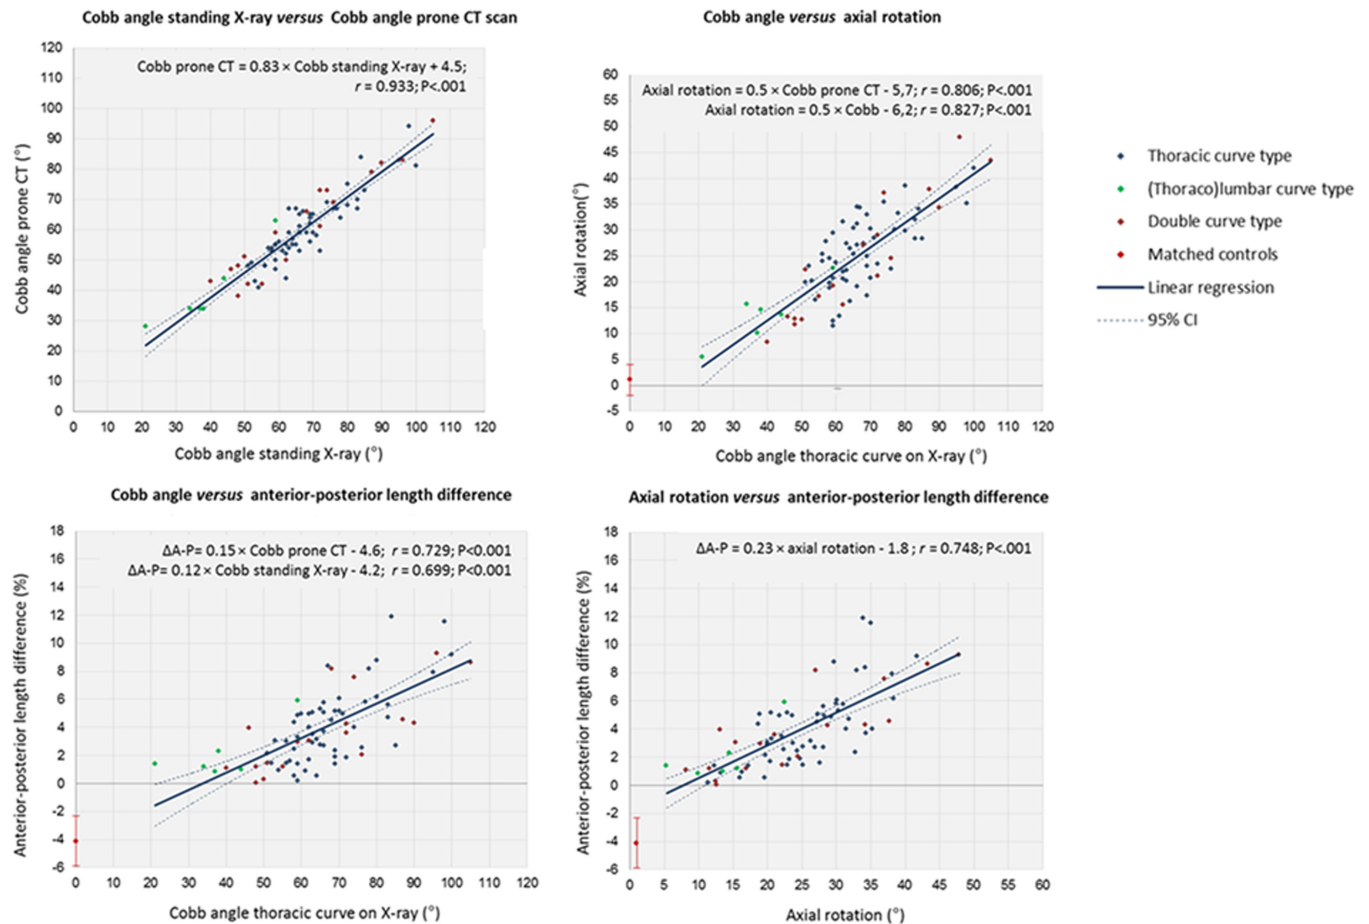 Cobb angle standing X-ray versus Cobb angle prone CT scan
Cobb prone CT = 0.83 × Cobb standing X-ray + 4.5;
r = 0.933; P<.001
Cobb angle prone CT (°)
120
110
100
90
80
70
60
50
40
30
20
10
0
0 10 20 30 40 50 60 70 80 90 100 110 120
Cobb angle standing X-ray (°)
Cobb angle versus axial rotation
Axial rotation = 0.5 × Cobb prone CT - 5,7; r = 0.806; P<.001
Axial rotation = 0.5 × Cobb - 6,2; r = 0.827; P<.001
Axial rotation(°)
60
55
50
45
40
35
30
25
20
15
10
5
0
-5
0 10 20 30 40 50 60 70 80 90 100 110 120
Cobb angle thoracic curve on X-ray (°)
Thoracic curve type
(Thoraco)lumbar curve type
Double curve type
Matched controls
Linear regression
95% CI
Cobb angle versus anterior-posterior length difference
ΔA-P= 0.15 × Cobb prone CT - 4.6; r = 0.729; P<0.001
ΔA-P= 0.12 × Cobb standing X-ray - 4.2; r = 0.699; P<0.001
Anterior-posterior length difference (%)
18
16
14
12
10
8
6
4
2
0
-2
-4
-6
0 10 20 30 40 50 60 70 80 90 100 110 120
Cobb angle thoracic curve on X-ray (°)
Axial rotation versus anterior-posterior length difference
ΔA-P = 0.23 × axial rotation - 1.8 ; r = 0.748; P<.001
Anterior-posterior length difference (%)
18
16
14
12
10
8
6
4
2
0
-2
-4
-6
0 5 10 15 20 25 30 35 40 45 50 55 60
Axial rotation (°)